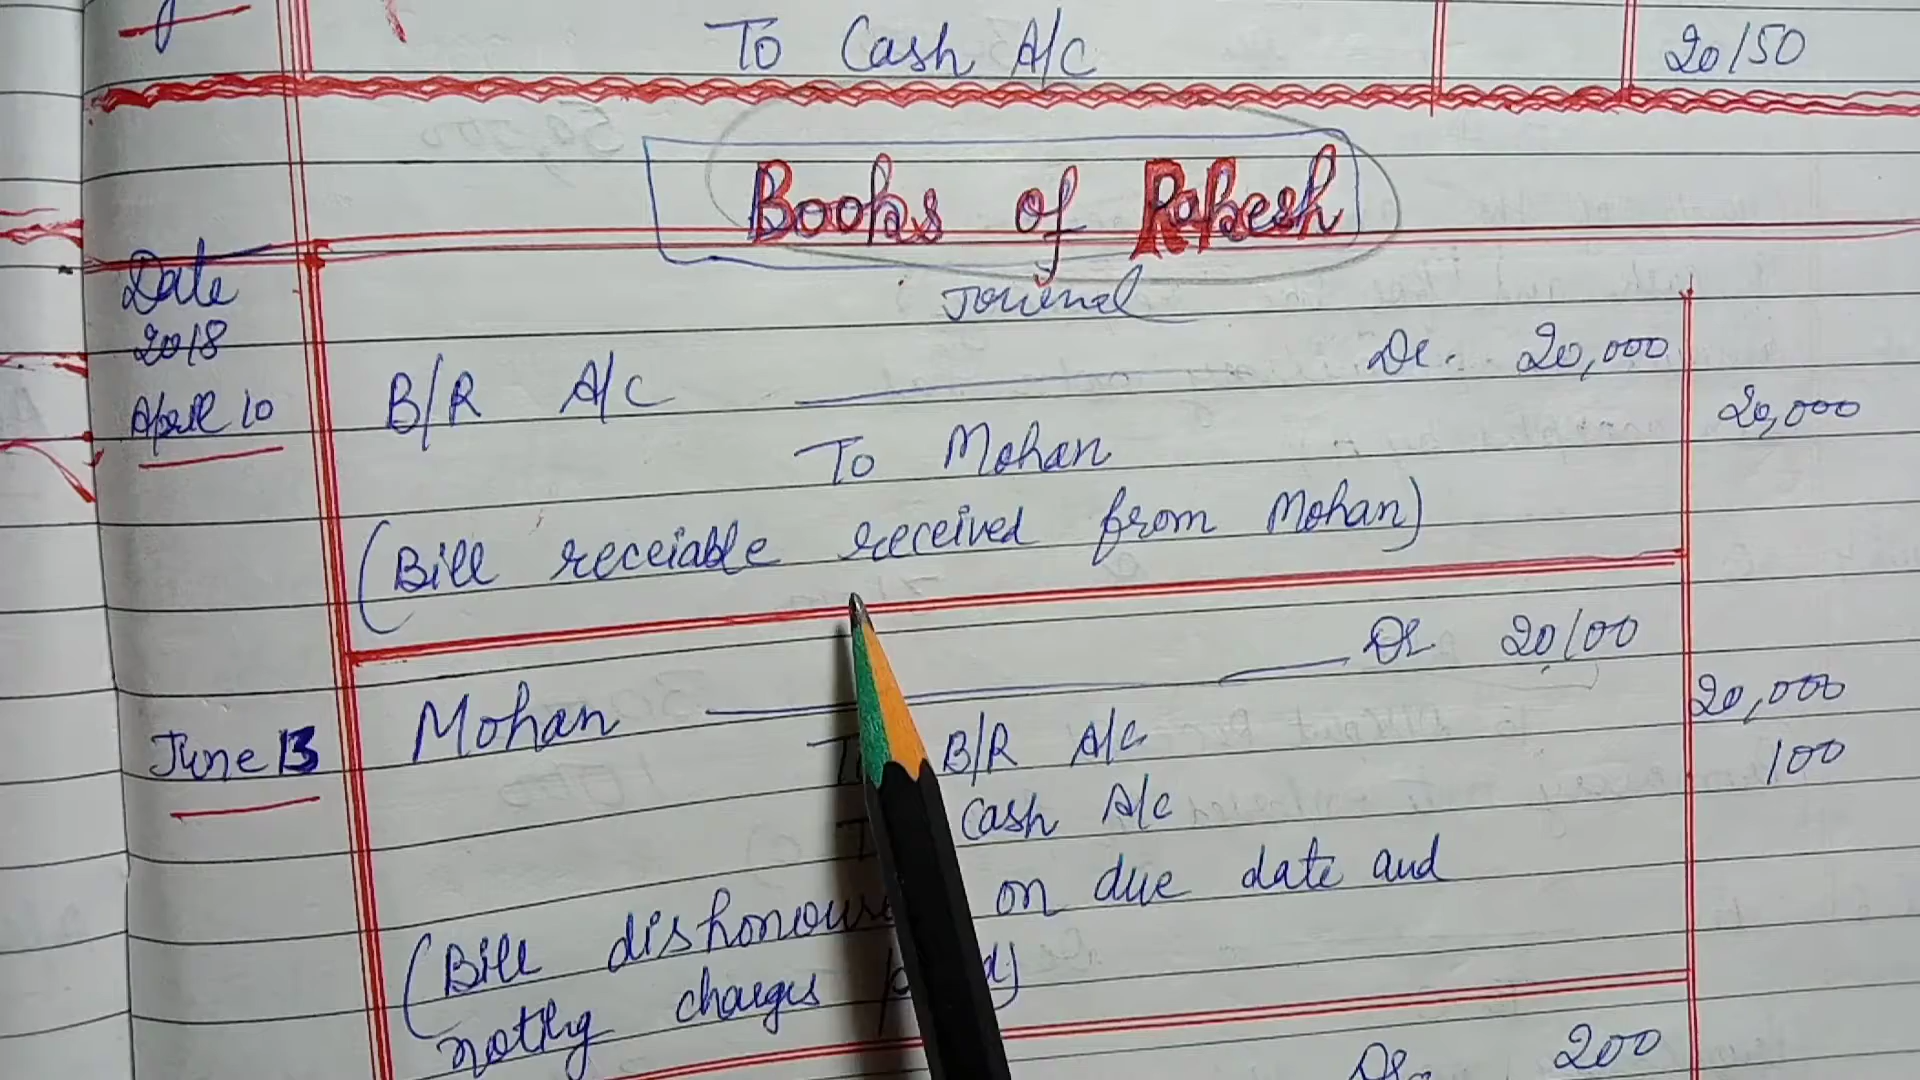 To Cash A/C 20150
Books of Rakesh
Journal
Date
2018
April 10 B/R A/C Dr. 20,000
To Mohan 20,000
(Bill receiable received from Mohan)
June 13 Mohan Dr 20100
B/R A/c 20,000
Cash A/c 100
(Bill dishonou on due date and
noting charges
Dr. 200